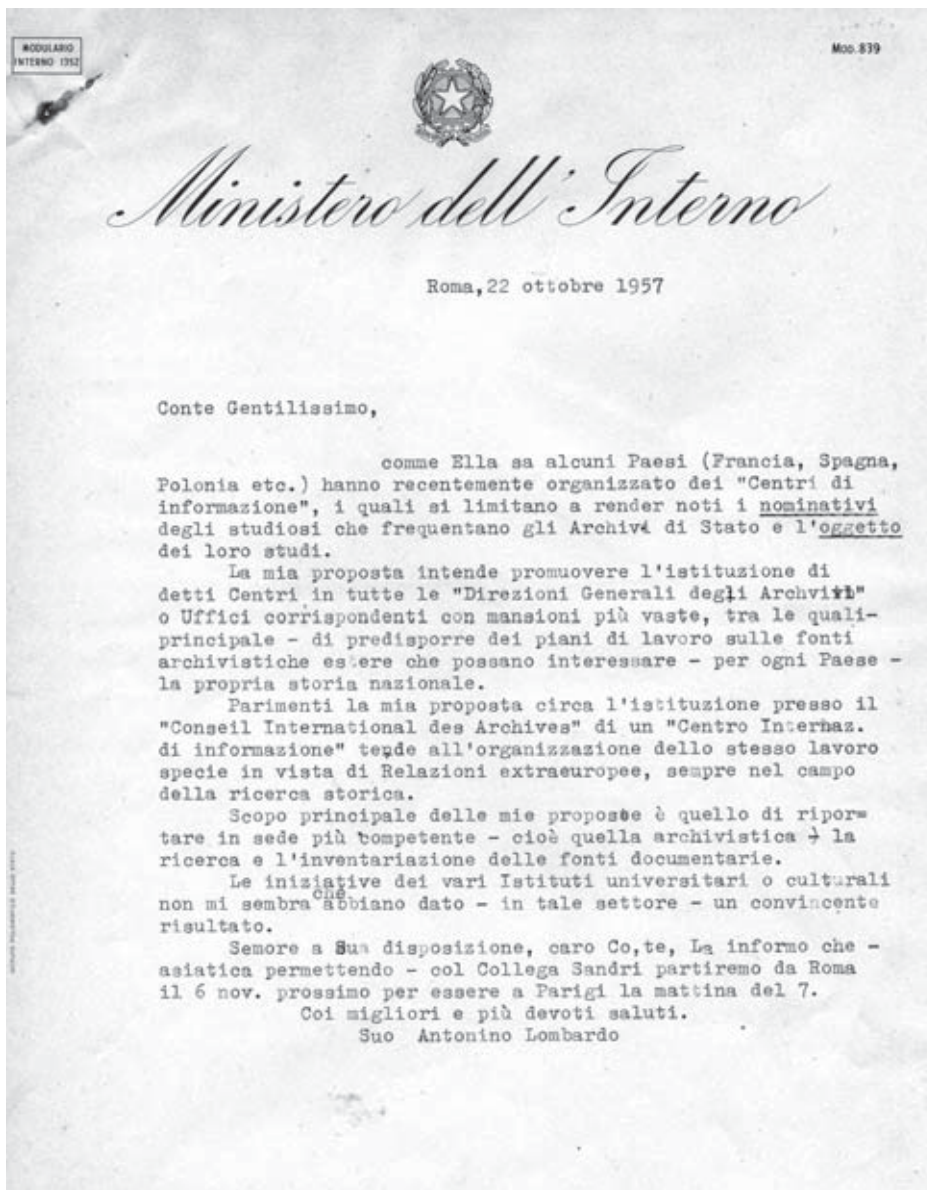 MODULARIO
INTERNO 1352
Mod. 839
Ministero dell'Interno
Roma,22 ottobre 1957
Conte Gentilissimo,
comme Ella sa alcuni Paesi (Francia, Spagna,
Polonia etc.) hanno recentemente organizzato dei "Centri di
informazione", i quali si limitano a render noti i nominativi
degli studiosi che frequentano gli Archivi di Stato e l'oggetto
dei loro studi.
La mia proposta intende promuovere l'istituzione di
detti Centri in tutte le "Direzioni Generali degli Archvi"
o Uffici corrispondenti con mansioni più vaste, tra le quali-
principale - di predisporre dei piani di lavoro sulle fonti
archivistiche estere che possano interessare - per ogni Paese -
la propria storia nazionale.
Parimenti la mia proposta circa l'istituzione presso il
"Conseil International des Archives" di un "Centro Internaz.
di informazione" tende all'organizzazione dello stesso lavoro
specie in vista di Relazioni extraeuropee, sempre nel campo
della ricerca storica.
Scopo principale delle mie proposte è quello di ripor=
tare in sede più competente - cioè quella archivistica - la
ricerca e l'inventariazione delle fonti documentarie.
Le iniziative dei vari Istituti universitari o culturali
non mi sembra che abbiano dato - in tale settore - un convincente
risultato.
Semore a Sua disposizione, caro Co,te, La informo che -
asiatica permettendo - col Collega Sandri partiremo da Roma
il 6 nov. prossimo per essere a Parigi la mattina del 7.
Coi migliori e più devoti saluti.
Suo Antonino Lombardo